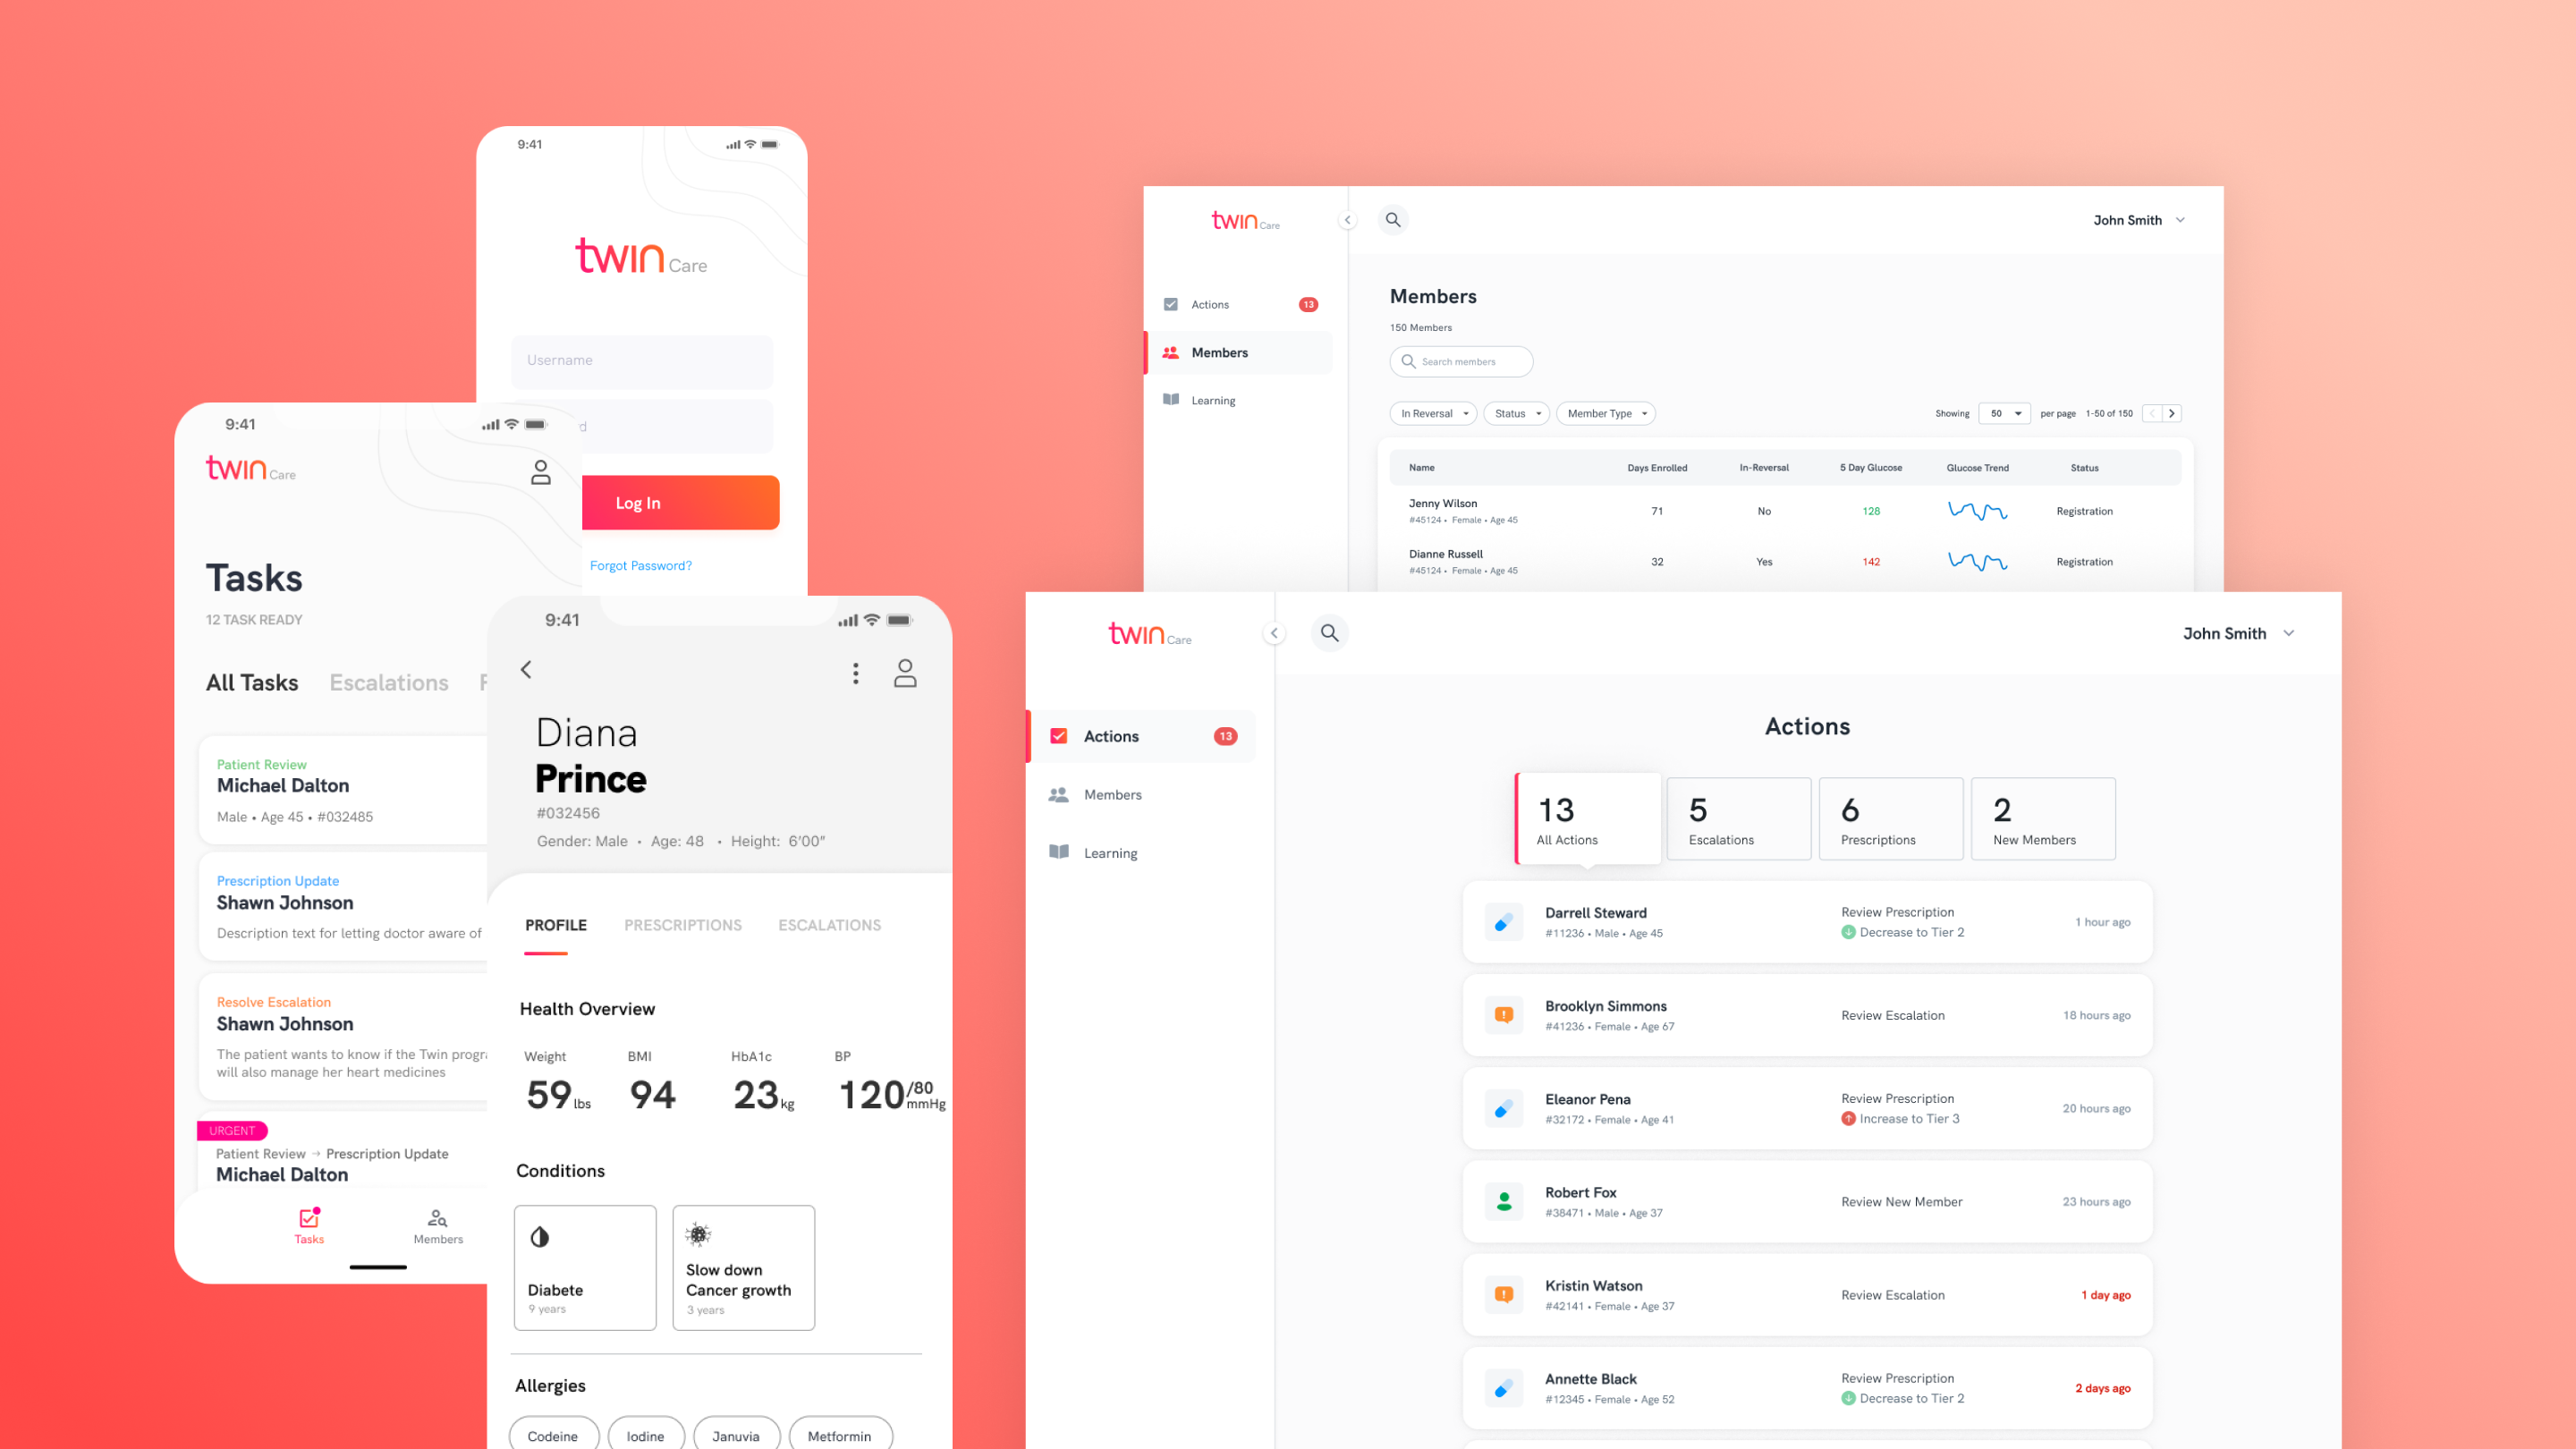 9:41
twin Care
Username
d
Log In
Forgot Password?
9:41
twin Care
Tasks
12 TASK READY
All Tasks Escalations
Patient Review
Michael Dalton
Male • Age 45 • #032485
Prescription Update
Shawn Johnson
Description text for letting doctor aware of
Resolve Escalation
Shawn Johnson
The patient wants to know if the Twin progr
will also manage her heart medicines
URGENT
Patient Review → Prescription Update
Michael Dalton
Tasks Members
9:41
Diana
Prince
#032456
Gender: Male • Age: 48 • Height: 6'00”
PROFILE PRESCRIPTIONS ESCALATIONS
Health Overview
Weight BMI HbA1c BP
59 lbs 94 23 kg 120 /80 mmHg
Conditions
Diabete
9 years
Slow down
Cancer growth
3 years
Allergies
Codeine Iodine Januvia Metformin
twin Care
John Smith
Actions 13
Members
Learning
Members
150 Members
Search members
In Reversal Status Member Type Showing 50 per page 1-50 of 150
Name Days Enrolled In-Reversal 5 Day Glucose Glucose Trend Status
Jenny Wilson 71 No 128 Registration
#45124 • Female • Age 45
Dianne Russell 32 Yes 142 Registration
#45124 • Female • Age 45
twin Care
John Smith
Actions 13
Members
Learning
Actions
13 5 6 2
All Actions Escalations Prescriptions New Members
Darrell Steward Review Prescription 1 hour ago
#11236 • Male • Age 45 Decrease to Tier 2
Brooklyn Simmons Review Escalation 18 hours ago
#41236 • Female • Age 67
Eleanor Pena Review Prescription 20 hours ago
#32172 • Female • Age 41 Increase to Tier 3
Robert Fox Review New Member 23 hours ago
#38471 • Male • Age 37
Kristin Watson Review Escalation 1 day ago
#42141 • Female • Age 37
Annette Black Review Prescription 2 days ago
#12345 • Female • Age 52 Decrease to Tier 2